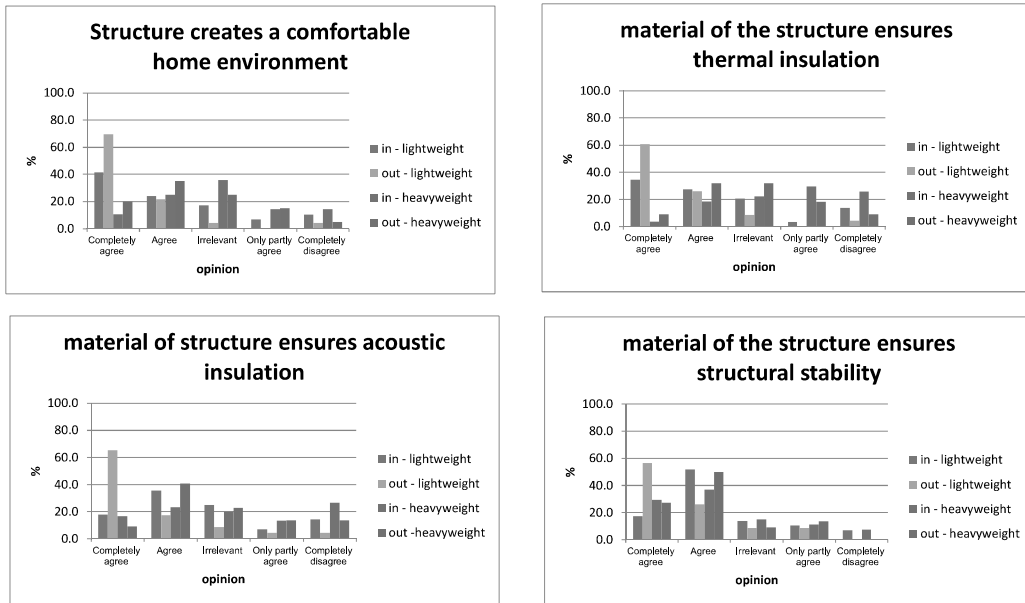 Structure creates a comfortable
home environment
100.0
80.0
60.0
40.0
20.0
0.0
%
Completely
agree
Agree
Irrelevant
Only partly
agree
Completely
disagree
opinion
in - lightweight
out - lightweight
in - heavyweight
out - heavyweight
material of the structure ensures
thermal insulation
100.0
80.0
60.0
40.0
20.0
0.0
%
Completely
agree
Agree
Irrelevant
Only partly
agree
Completely
disagree
opinion
in - lightweight
out - lightweight
in - heavyweight
out - heavyweight
material of structure ensures acoustic
insulation
100.0
80.0
60.0
40.0
20.0
0.0
%
Completely
agree
Agree
Irrelevant
Only partly
agree
Completely
disagree
opinion
in - lightweight
out - lightweight
in - heavyweight
out -heavyweight
material of the structure ensures
structural stability
100.0
80.0
60.0
40.0
20.0
0.0
%
Completely
agree
Agree
Irrelevant
Only partly
agree
Completely
disagree
opinion
in - lightweight
out - lightweight
in - heavyweight
out - heavyweight